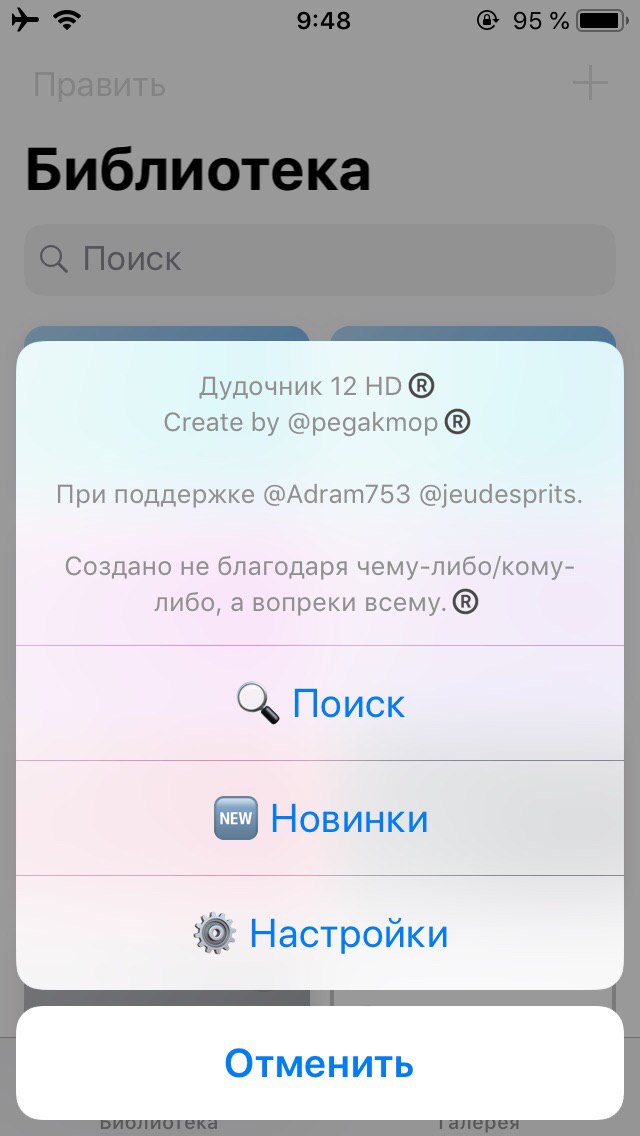 9:48
95 %
Править
Библиотека
Поиск
Дудочник 12 HD ®
Create by @pegakmop ®
При поддержке @Adram753 @jeudesprits.
Создано не благодаря чему-либо/кому-
либо, а вопреки всему. ®
Поиск
NEW Новинки
Настройки
Отменить
Библиотека
Галерея